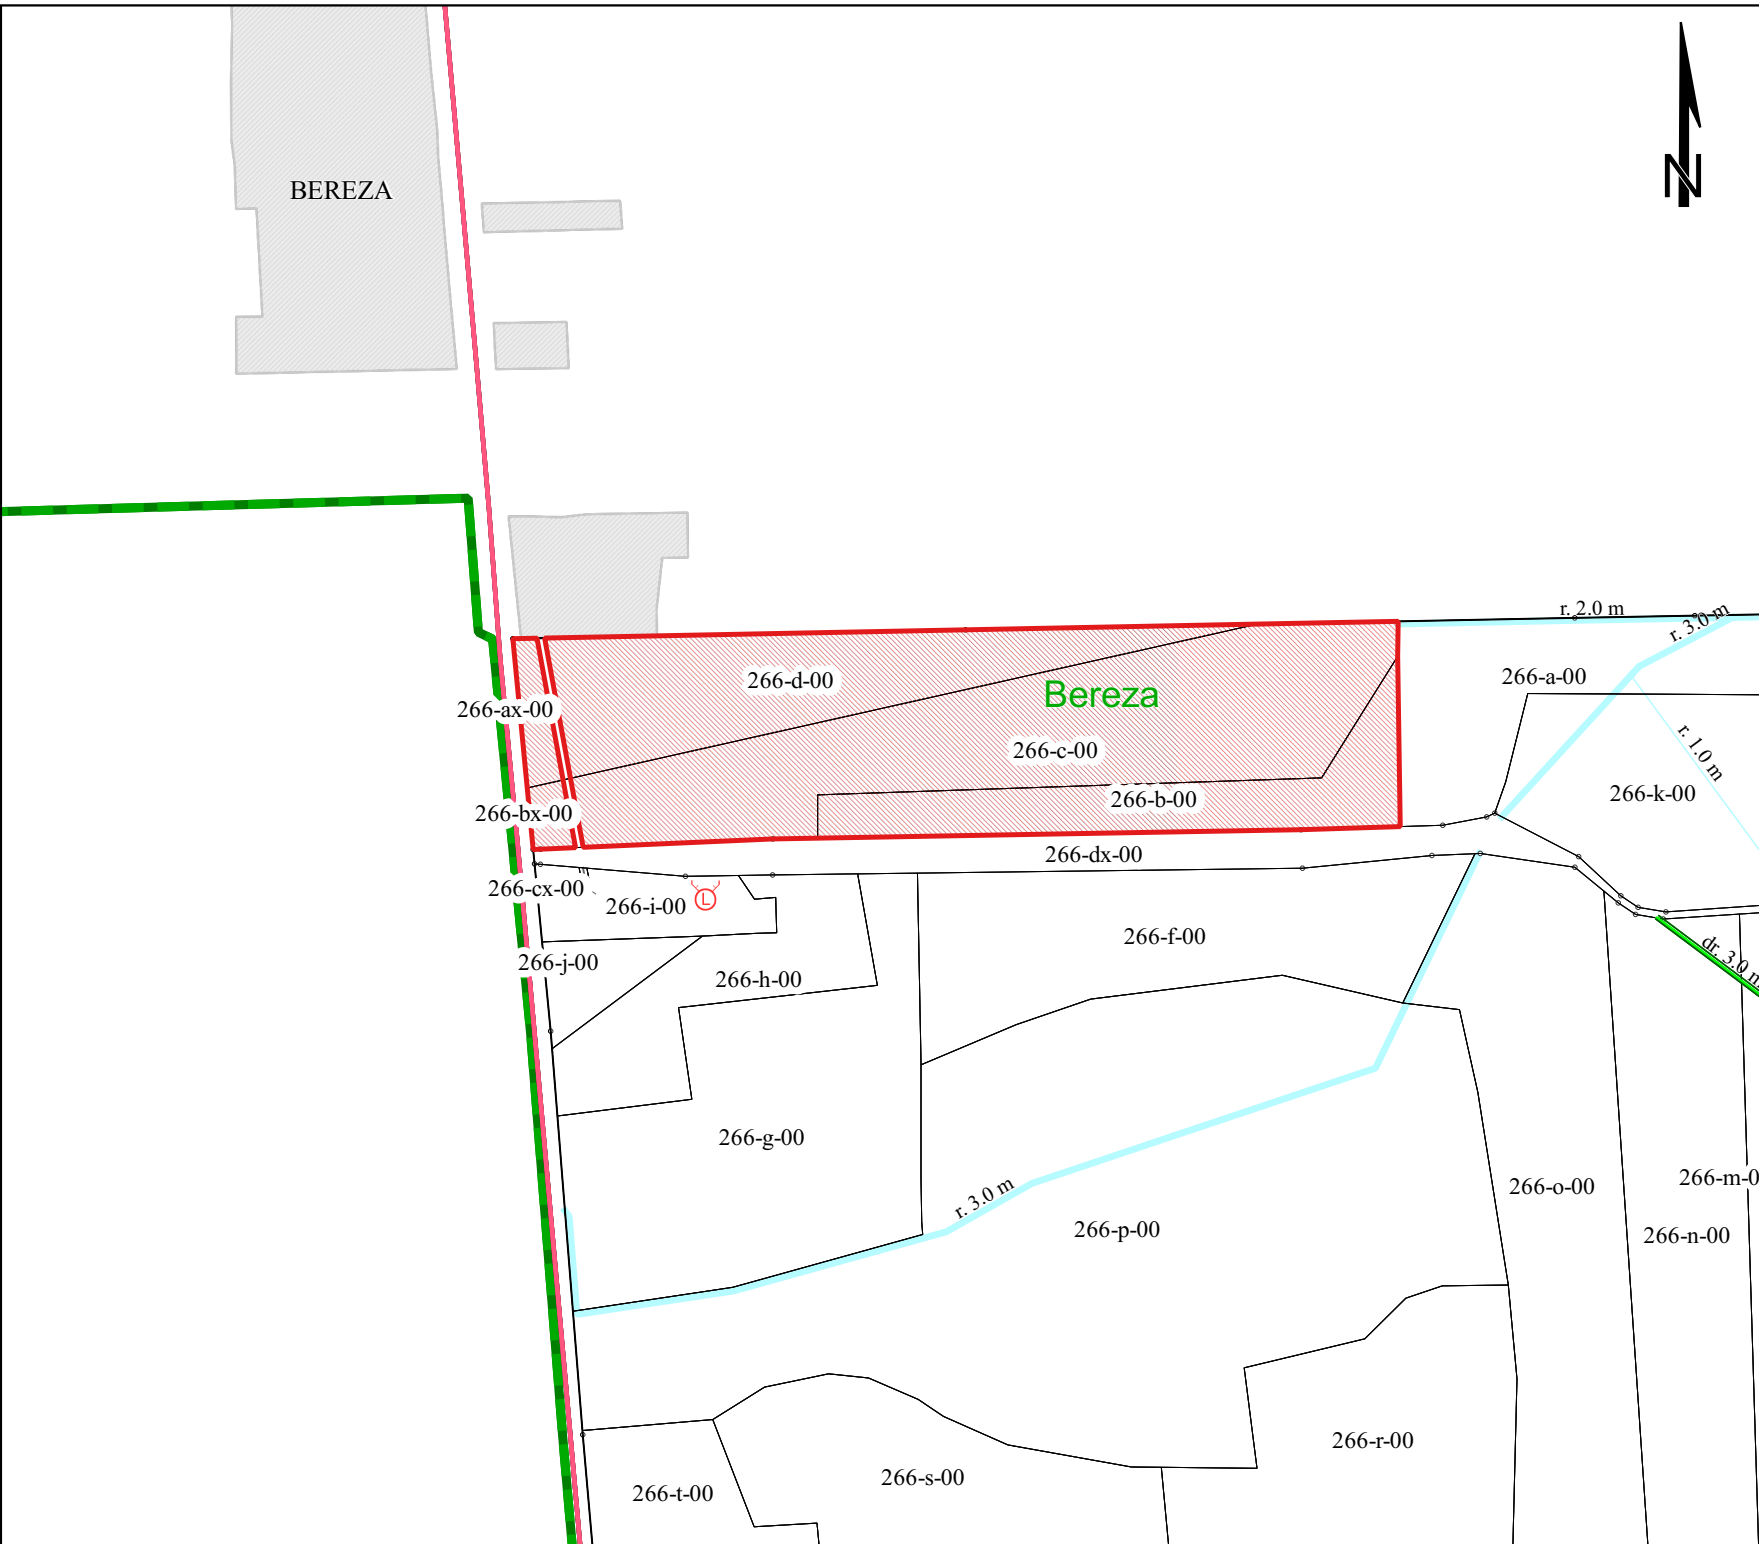 N
BEREZA
r. 2.0 m
r. 3.0 m
266-d-00
266-a-00
Bereza
266-ax-00
266-c-00
r. 1.0 m
266-k-00
266-b-00
266-bx-00
266-dx-00
266-cx-00
L
266-i-00
266-f-00
dr. 3.0 m
266-j-00
266-h-00
266-g-00
266-m-0
r. 3.0 m
266-o-00
266-p-00
266-n-00
266-r-00
266-s-00
266-t-00